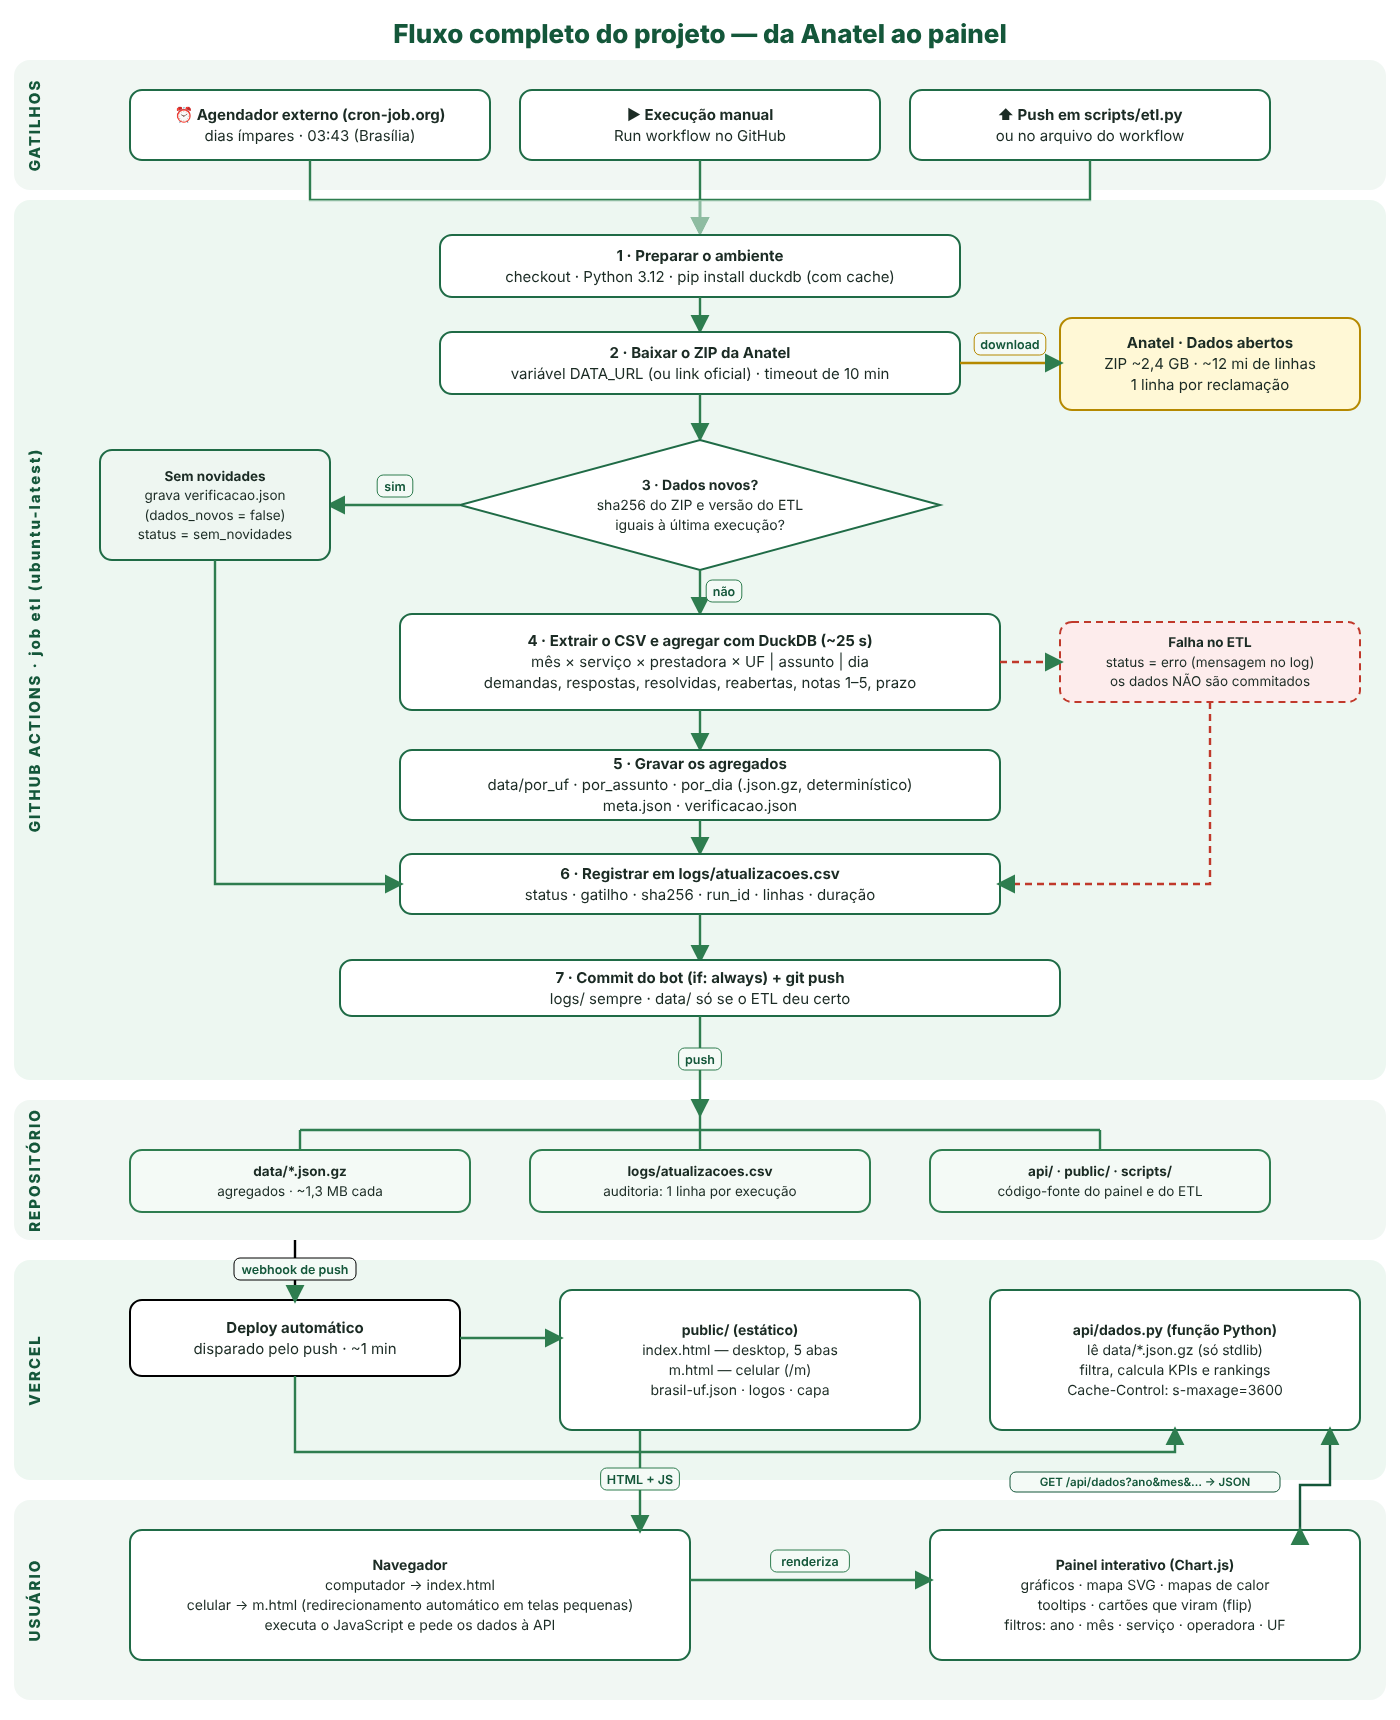 Fluxo completo do projeto — da Anatel ao painel
GATILHOS
⏰ Agendador externo (cron-job.org)
dias ímpares · 03:43 (Brasília)
▶ Execução manual
Run workflow no GitHub
⬆ Push em scripts/etl.py
ou no arquivo do workflow
GITHUB ACTIONS · job etl (ubuntu-latest)
1 · Preparar o ambiente
checkout · Python 3.12 · pip install duckdb (com cache)
2 · Baixar o ZIP da Anatel
variável DATA_URL (ou link oficial) · timeout de 10 min
download
Anatel · Dados abertos
ZIP ~2,4 GB · ~12 mi de linhas
1 linha por reclamação
3 · Dados novos?
sha256 do ZIP e versão do ETL
iguais à última execução?
sim
Sem novidades
grava verificacao.json
(dados_novos = false)
status = sem_novidades
não
4 · Extrair o CSV e agregar com DuckDB (~25 s)
mês × serviço × prestadora × UF | assunto | dia
demandas, respostas, resolvidas, reabertas, notas 1–5, prazo
Falha no ETL
status = erro (mensagem no log)
os dados NÃO são commitados
5 · Gravar os agregados
data/por_uf · por_assunto · por_dia (.json.gz, determinístico)
meta.json · verificacao.json
6 · Registrar em logs/atualizacoes.csv
status · gatilho · sha256 · run_id · linhas · duração
7 · Commit do bot (if: always) + git push
logs/ sempre · data/ só se o ETL deu certo
push
REPOSITÓRIO
data/*.json.gz
agregados · ~1,3 MB cada
logs/atualizacoes.csv
auditoria: 1 linha por execução
api/ · public/ · scripts/
código-fonte do painel e do ETL
webhook de push
VERCEL
Deploy automático
disparado pelo push · ~1 min
public/ (estático)
index.html — desktop, 5 abas
m.html — celular (/m)
brasil-uf.json · logos · capa
api/dados.py (função Python)
lê data/*.json.gz (só stdlib)
filtra, calcula KPIs e rankings
Cache-Control: s-maxage=3600
HTML + JS
GET /api/dados?ano&mes&… → JSON
USUÁRIO
Navegador
computador → index.html
celular → m.html (redirecionamento automático em telas pequenas)
executa o JavaScript e pede os dados à API
renderiza
Painel interativo (Chart.js)
gráficos · mapa SVG · mapas de calor
tooltips · cartões que viram (flip)
filtros: ano · mês · serviço · operadora · UF